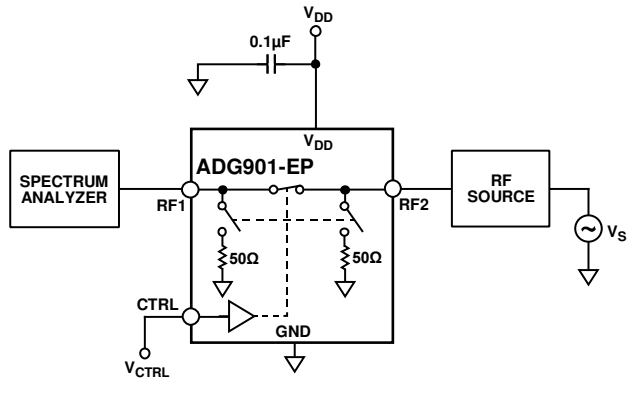 VDD
0.1µF
VDD
ADG901-EP
SPECTRUM
ANALYZER
RF1
RF2
RF
SOURCE
VS
50Ω
50Ω
CTRL
GND
VCTRL